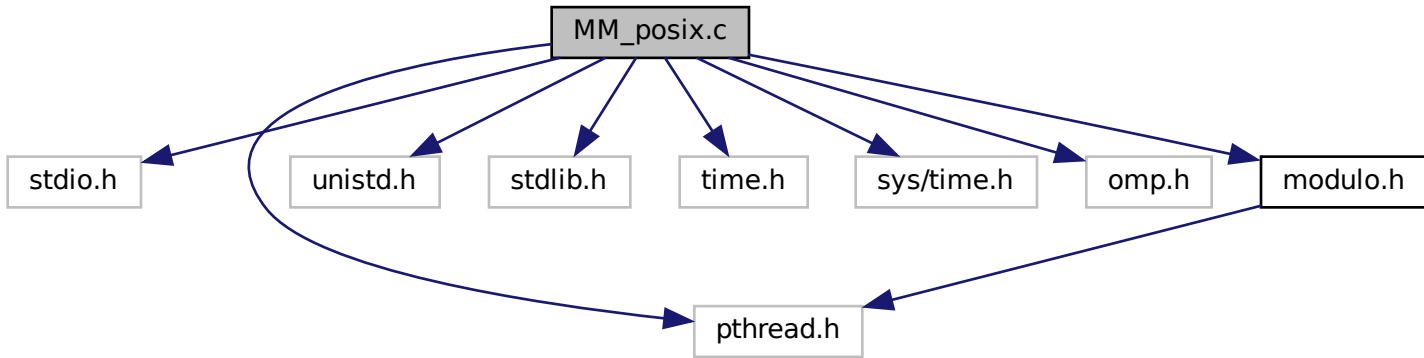 MM_posix.c
stdio.h
unistd.h
stdlib.h
time.h
sys/time.h
omp.h
modulo.h
pthread.h